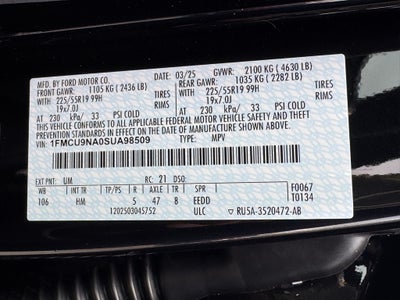 MFD. BY FORD MOTOR CO. 03/25 GVWR: 2100 KG ( 4630 LB)
FRONT GAWR: 1105 KG ( 2436 LB) REAR GAWR: 1035 KG ( 2282 LB)
WITH 225/55R19 99H TIRES WITH 225/55R19 99H TIRES
19x7.0J RIMS 19x7.0J RIMS
AT 230 kPa/ 33 PSI COLD AT 230 kPa/ 33 PSI COLD
THIS VEHICLE CONFORMS TO ALL APPLICABLE FEDERAL MOTOR VEHICLE SAFETY AND THEFT
PREVENTION STANDARDS IN EFFECT ON THE DATE OF MANUFACTURE SHOWN ABOVE.
VIN: 1FMCU9NA0SUA98509 TYPE: MPV
EXT PNT: UM RC: 21 DSO:
WB INT TR TP/PS R AXLE TR SPR F0067
106 HM 5 47 8 EEDD T0134
1202503045752 ULC RU5A-3520472-AB